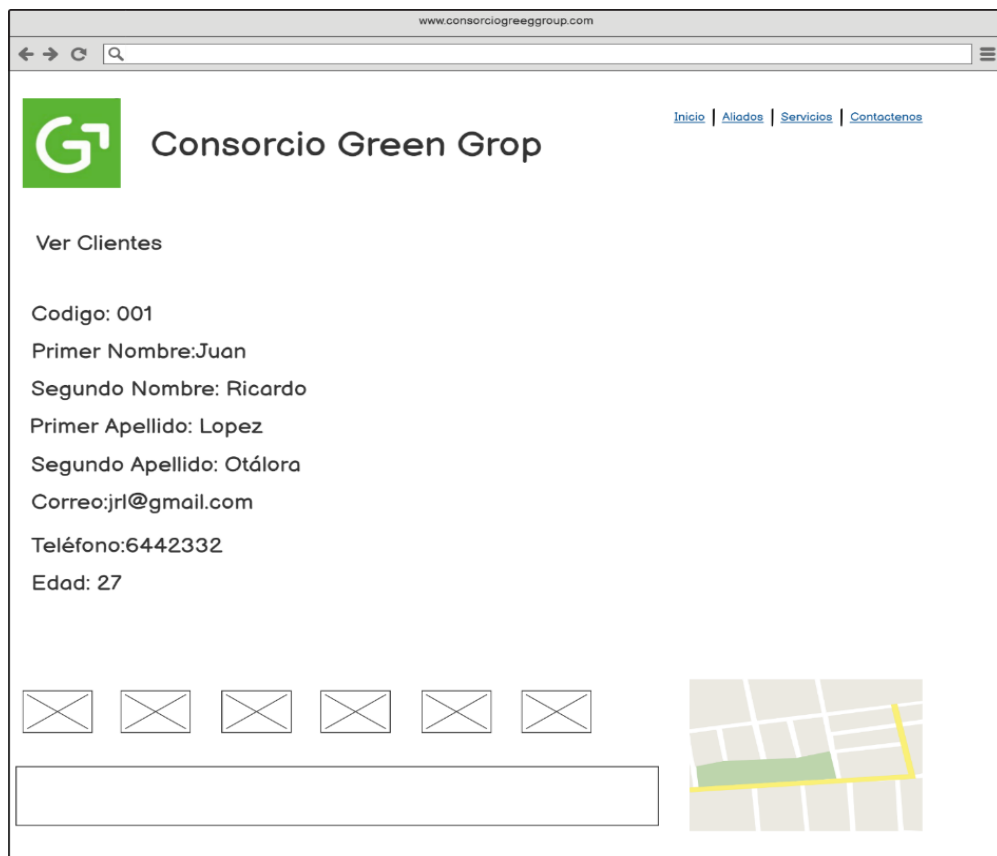 www.consorciogreeggroup.com
G
Consorcio Green Grop
Inicio | Aliados | Servicios | Contactenos
Ver Clientes
Codigo: 001
Primer Nombre:Juan
Segundo Nombre: Ricardo
Primer Apellido: Lopez
Segundo Apellido: Otálora
Correo:jrl@gmail.com
Teléfono:6442332
Edad: 27